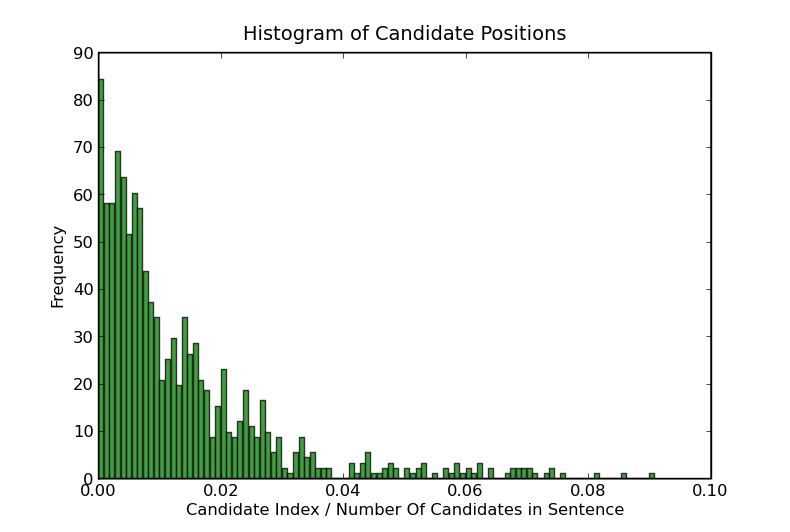 Histogram of Candidate Positions
90
80
70
60
50
40
30
20
10
0
Frequency
0.00 0.02 0.04 0.06 0.08 0.10
Candidate Index / Number Of Candidates in Sentence